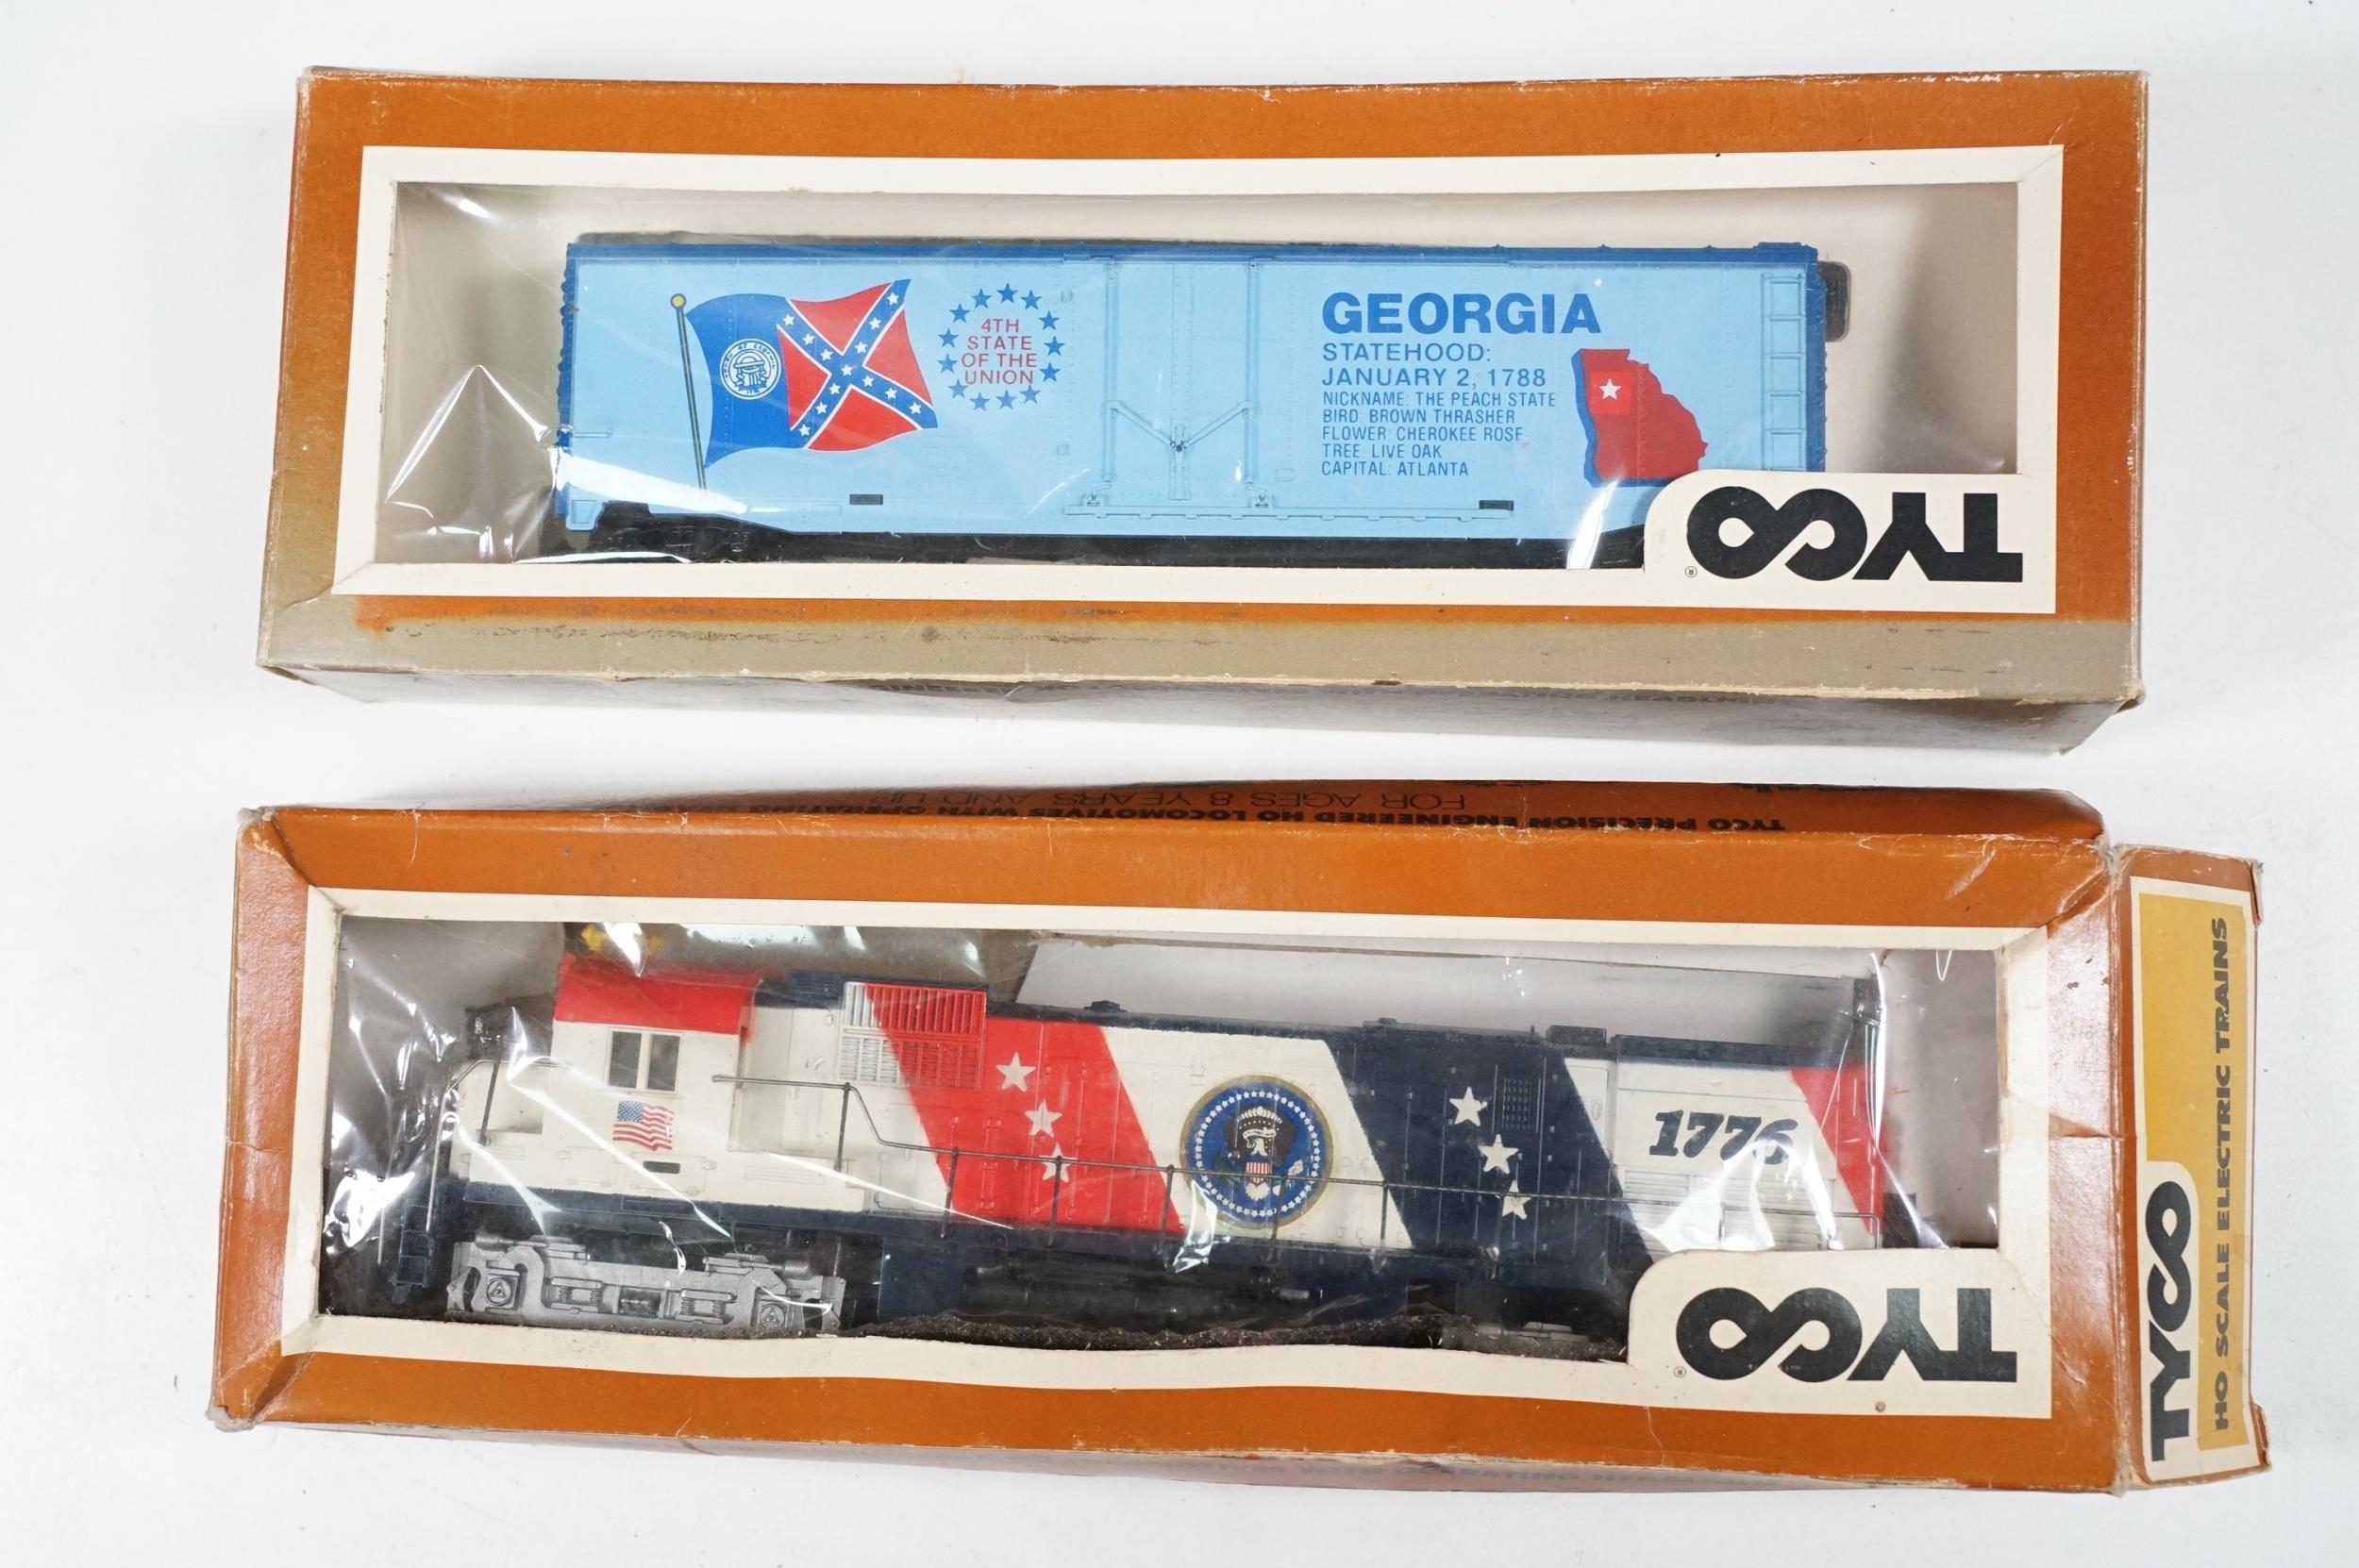 4TH
STATE
OF THE
UNION
GEORGIA
STATEHOOD:
JANUARY 2, 1788
NICKNAME: THE PEACH STATE
BIRD: BROWN THRASHER
FLOWER: CHEROKEE ROSE
TREE: LIVE OAK
CAPITAL: ATLANTA
TYCO®
FOR AGES 8 YEARS AND UP
TYCO PRECISION ENGINEERED HO LOCOMOTIVES WITH OPERATING
1776
TYCO®
TYCO
HO SCALE ELECTRIC TRAINS